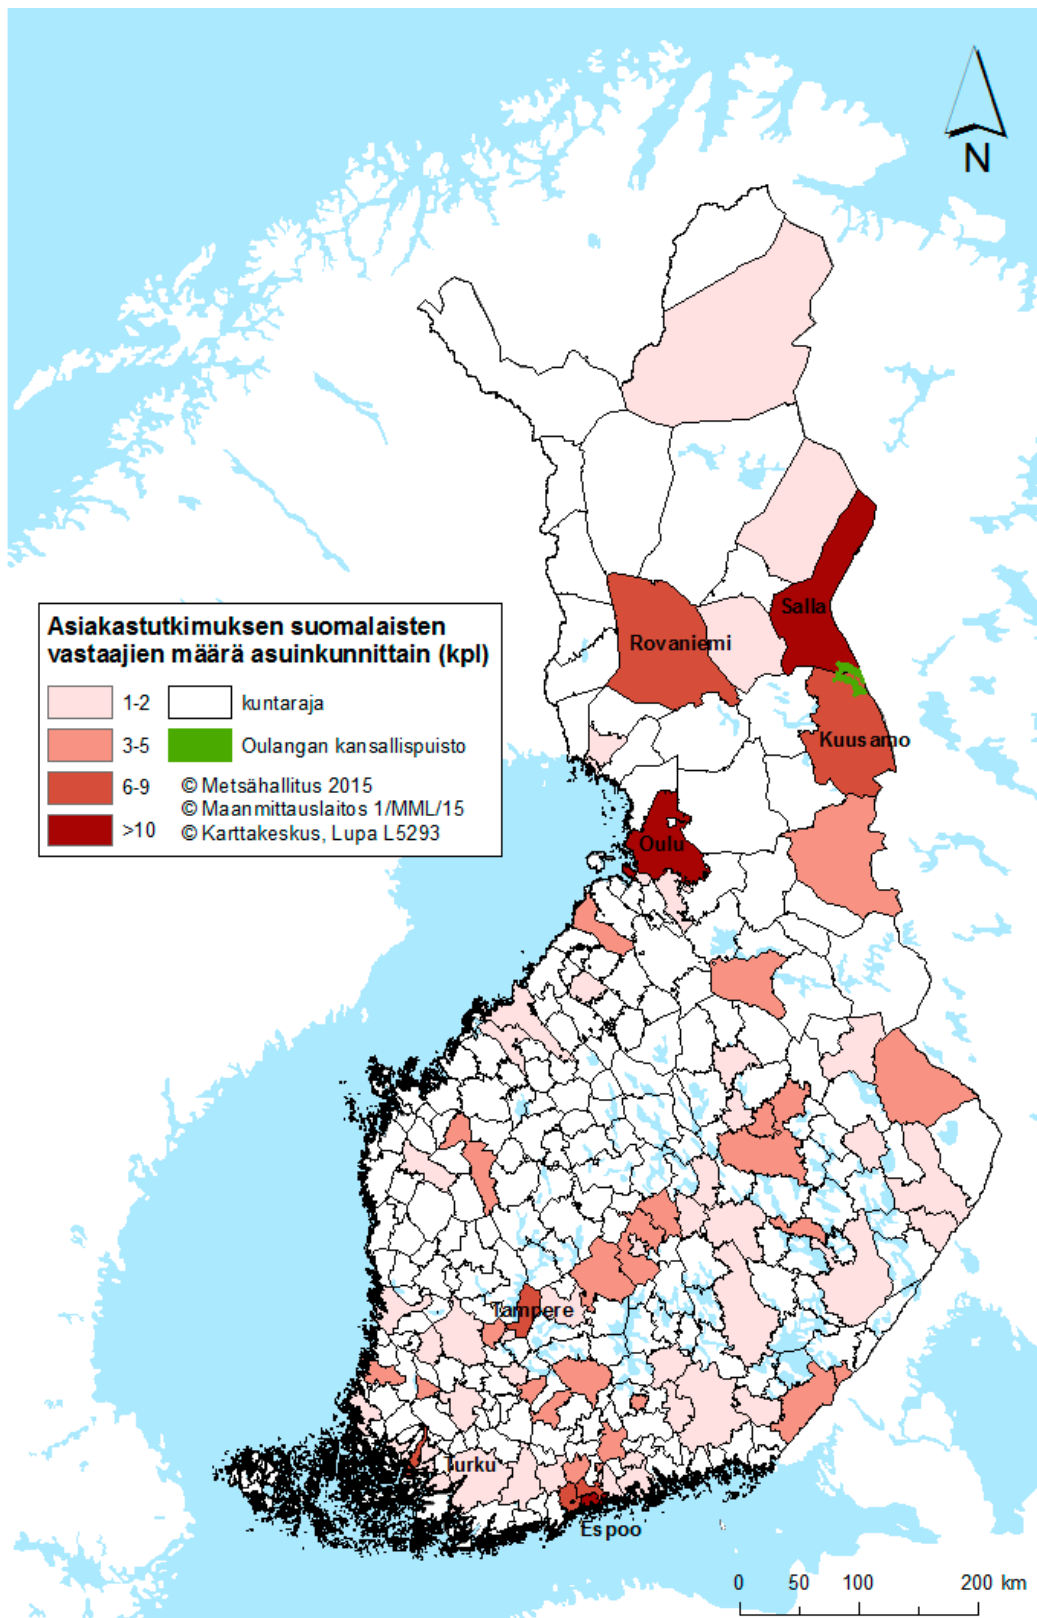 N
Salla
Rovaniemi
Asiakastutkimuksen suomalaisten
vastaajien määrä asuinkunnittain (kpl)
1-2
kuntaraja
3-5
Oulangan kansallispuisto
6-9
© Metsähallitus 2015
© Maanmittauslaitos 1/MML/15
>10
© Karttakeskus, Lupa L5293
Kuusamo
Oulu
Tampere
Turku
Espoo
0 50 100 200 km